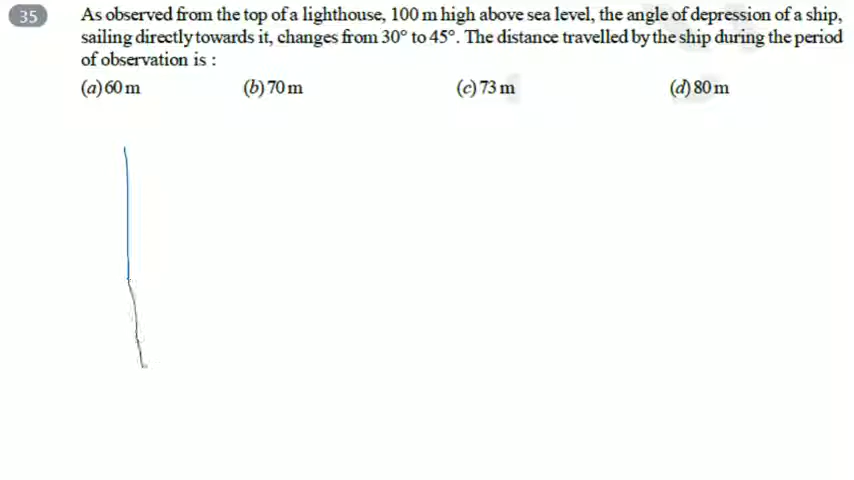 35 As observed from the top of a lighthouse, 100 m high above sea level, the angle of depression of a ship,
sailing directly towards it, changes from 30° to 45°. The distance travelled by the ship during the period
of observation is :
(a) 60 m (b) 70 m (c) 73 m (d) 80 m